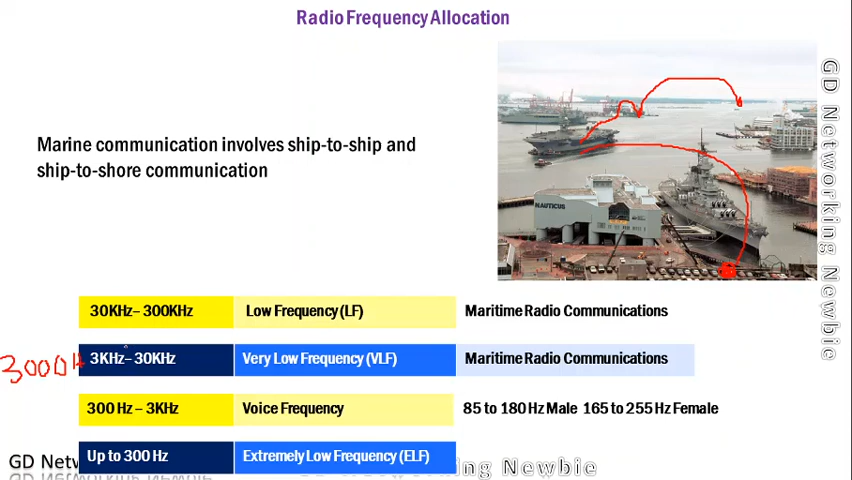 Radio Frequency Allocation
Marine communication involves ship-to-ship and
ship-to-shore communication
NAUTICUS
GD Networking Newbie
30KHz– 300KHz Low Frequency (LF) Maritime Radio Communications
3000H 3KHz– 30KHz Very Low Frequency (VLF) Maritime Radio Communications
300 Hz – 3KHz Voice Frequency 85 to 180 Hz Male 165 to 255 Hz Female
Up to 300 Hz Extremely Low Frequency (ELF)
GD Netw
king Newbie